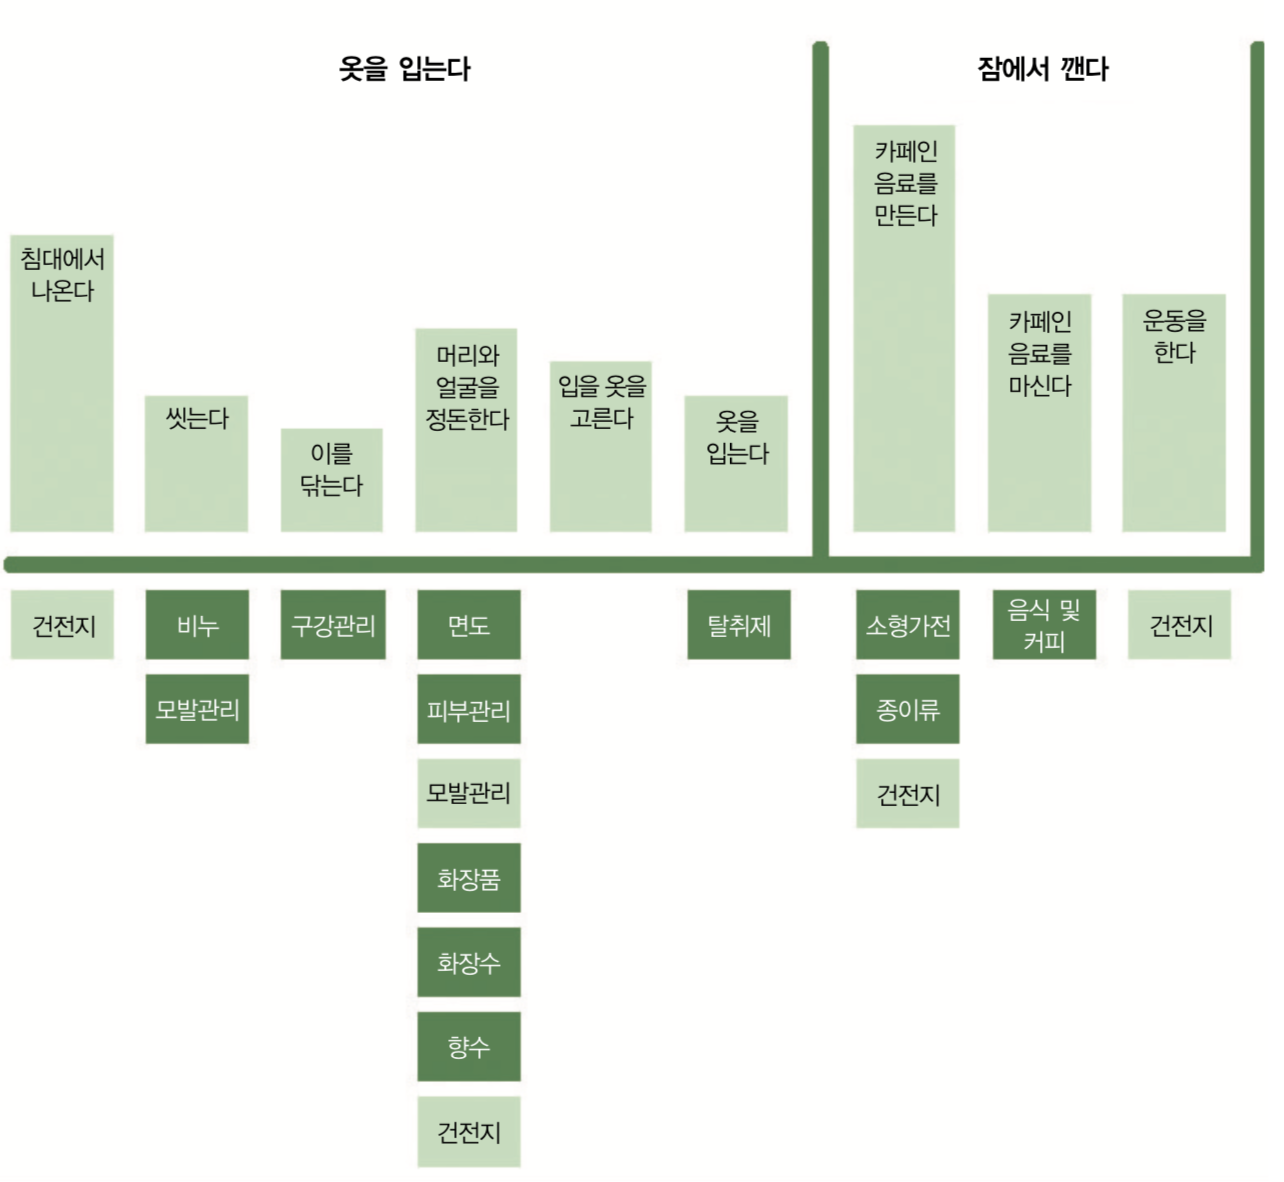 옷을 입는다
잠에서 깬다
침대에서
나온다
씻는다
이를
닦는다
머리와
얼굴을
정돈한다
입을 옷을
고른다
옷을
입는다
카페인
음료를
만든다
카페인
음료를
마신다
운동을
한다
건전지
비누
모발관리
구강관리
면도
피부관리
모발관리
화장품
화장수
향수
건전지
탈취제
소형가전
종이류
건전지
음식 및
커피
건전지